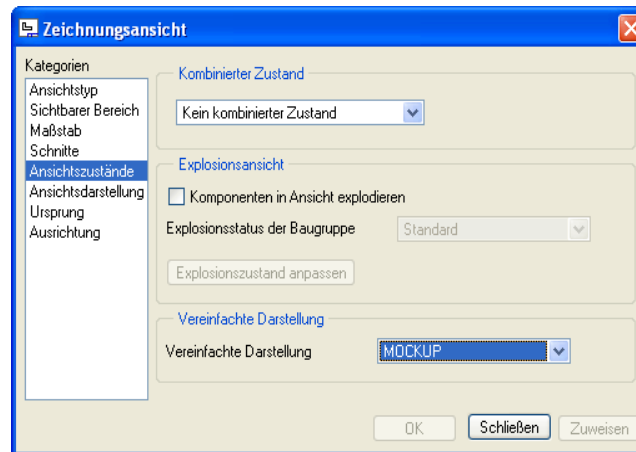 Zeichnungsansicht
Kategorien
Ansichtstyp
Sichtbarer Bereich
Maßstab
Schnitte
Ansichtszustände
Ansichtsdarstellung
Ursprung
Ausrichtung
Kombinierter Zustand
Kein kombinierter Zustand
Explosionsansicht
Komponenten in Ansicht explodieren
Explosionsstatus der Baugruppe Standard
Explosionszustand anpassen
Vereinfachte Darstellung
Vereinfachte Darstellung MOCKUP
OK Schließen Zuweisen